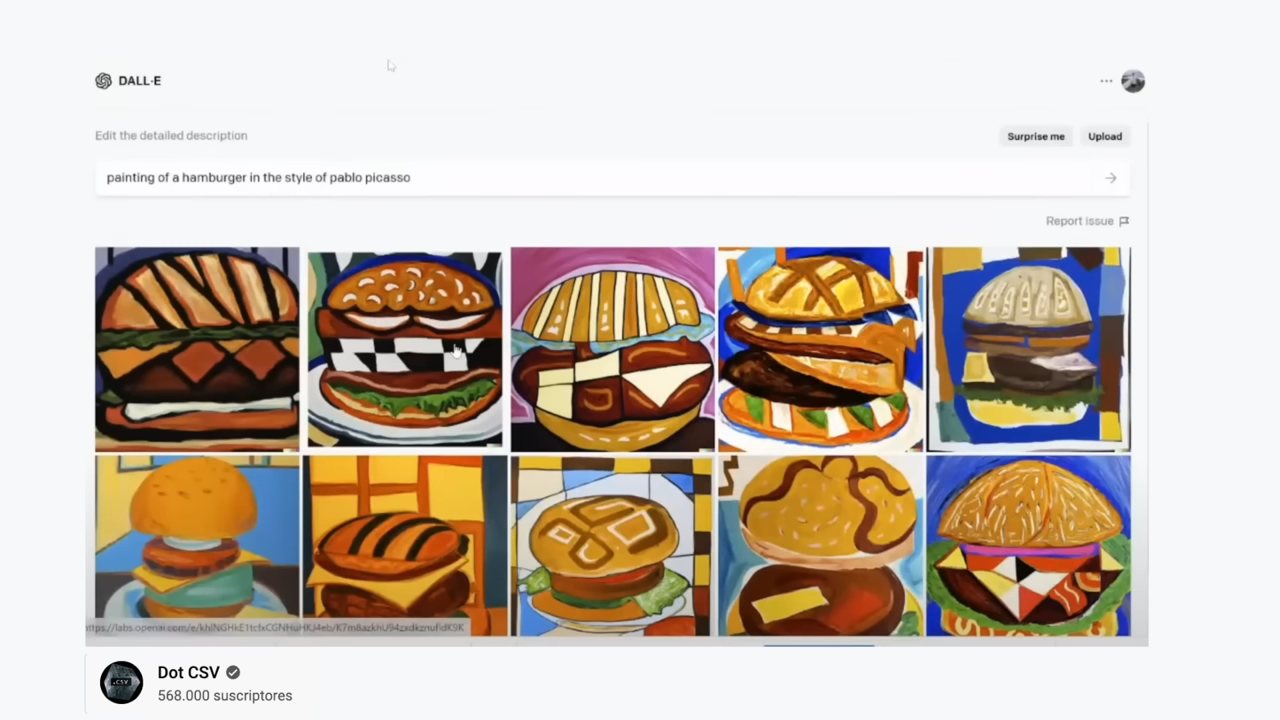 DALL·E
Edit the detailed description
Surprise me
Upload
painting of a hamburger in the style of pablo picasso
Report issue
Dot CSV
568.000 suscriptores